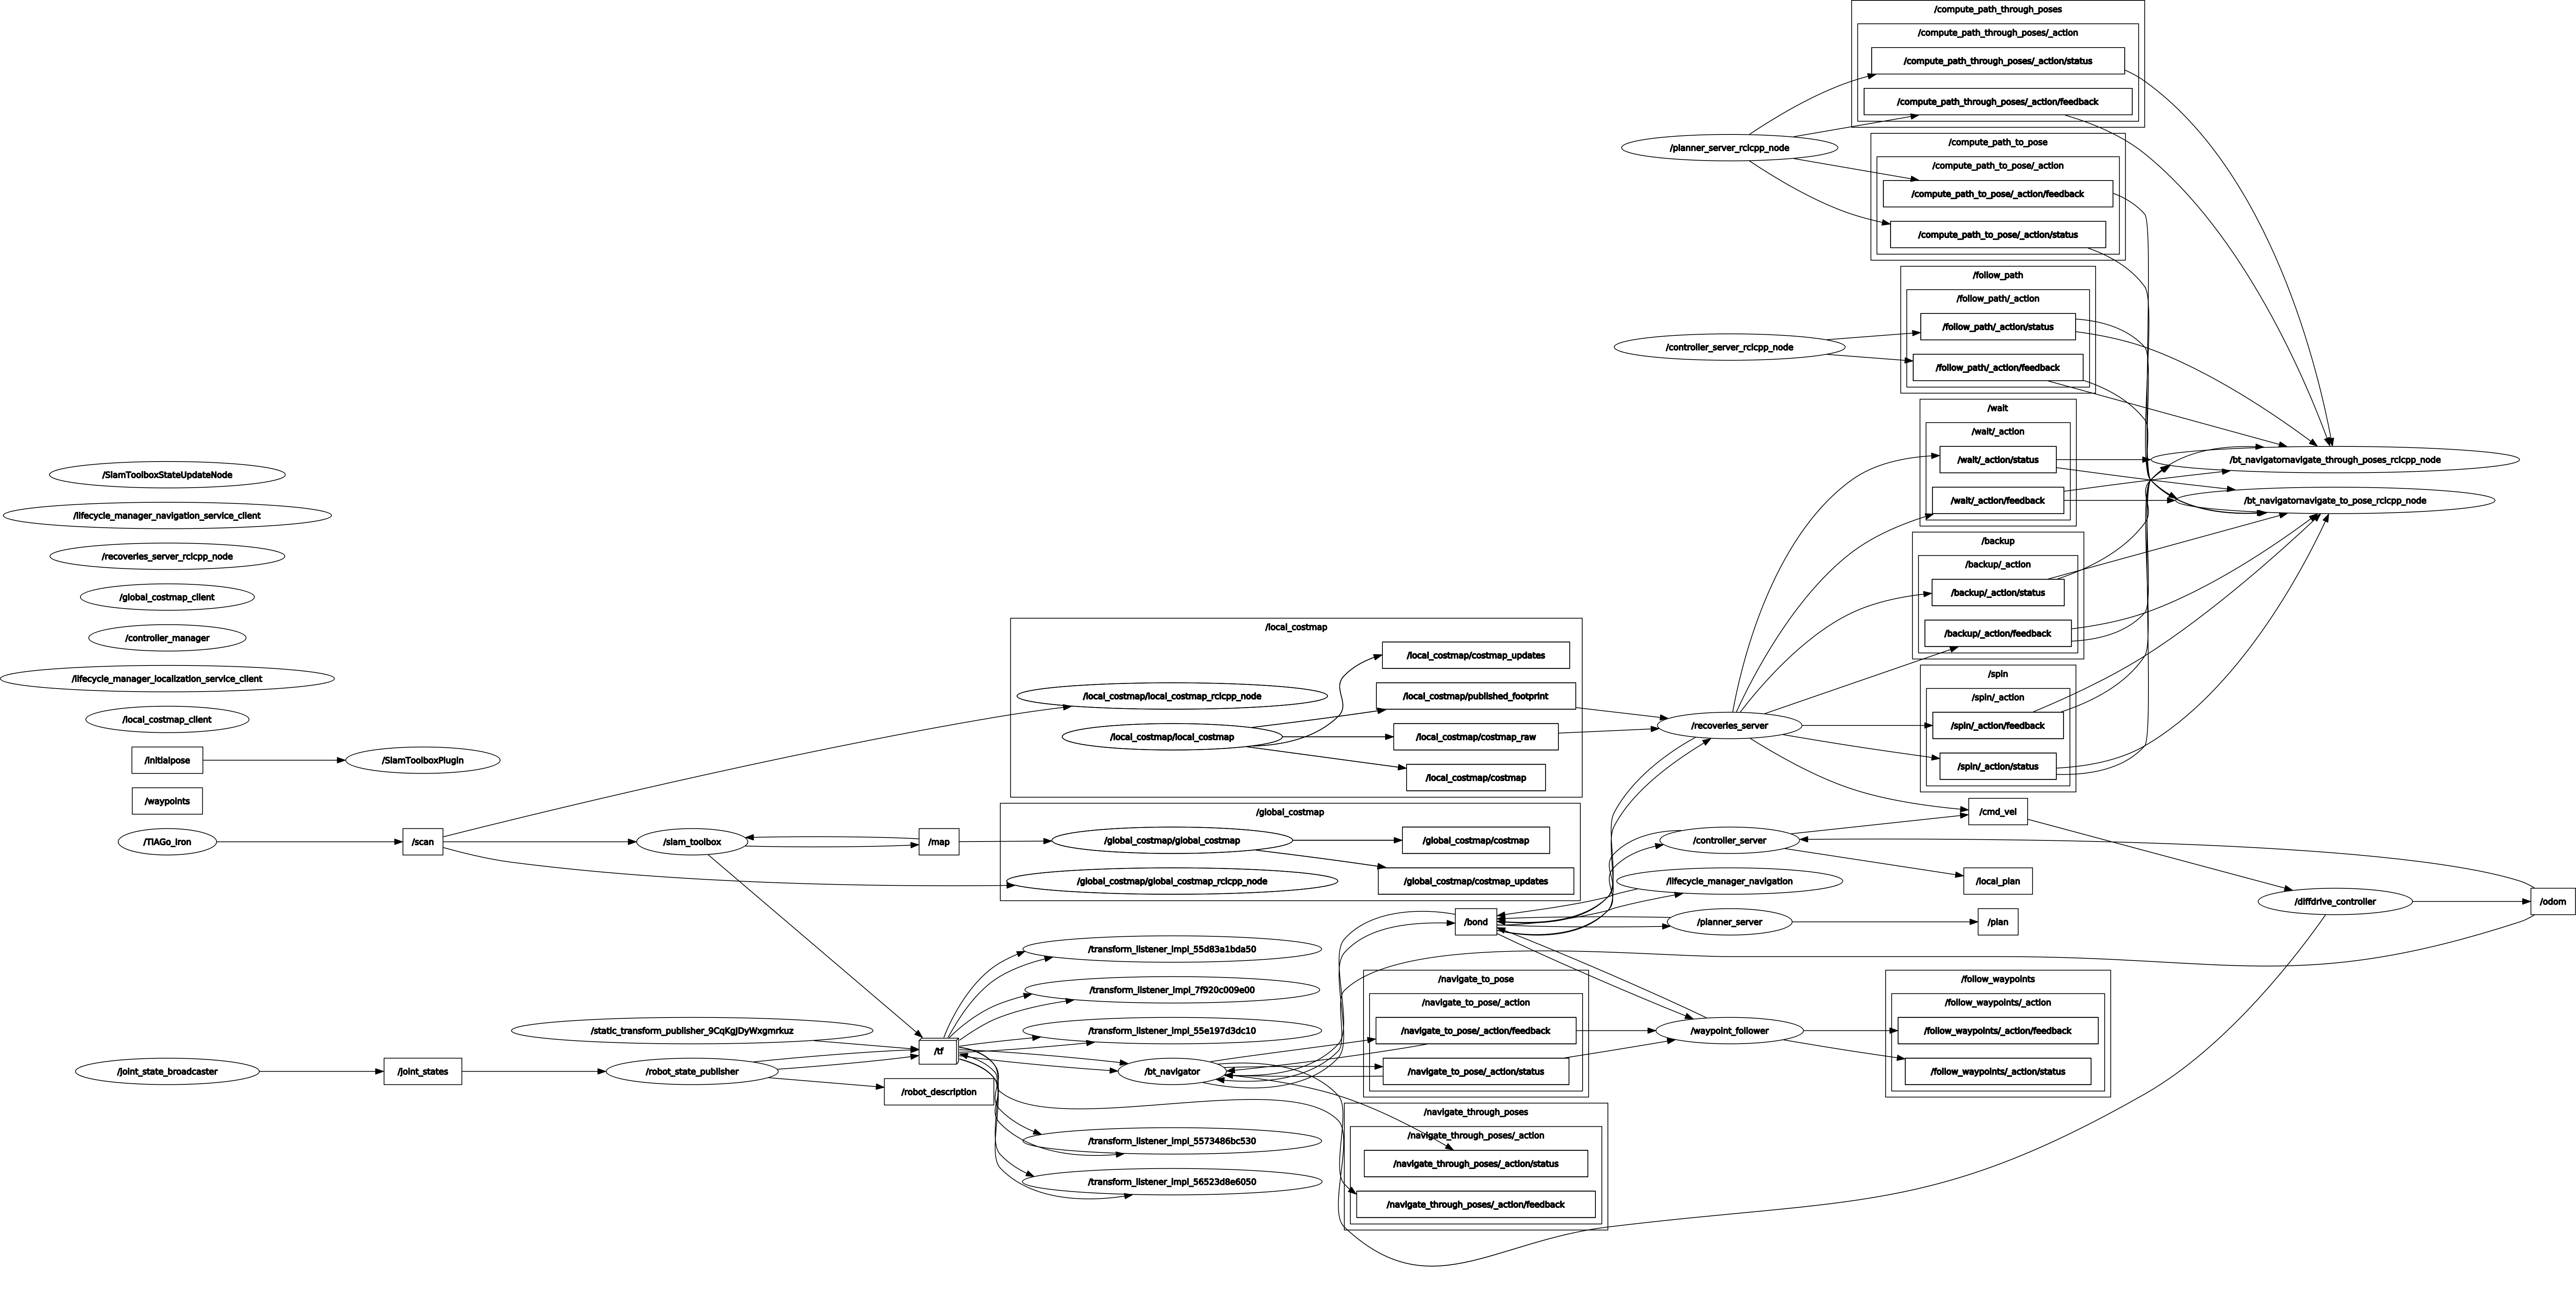 /compute_path_through_poses
/compute_path_through_poses/_action
/compute_path_through_poses/_action/status
/compute_path_through_poses/_action/feedback
/planner_server_rclcpp_node
/compute_path_to_pose
/compute_path_to_pose/_action
/compute_path_to_pose/_action/feedback
/compute_path_to_pose/_action/status
/follow_path
/follow_path/_action
/follow_path/_action/status
/controller_server_rclcpp_node
/follow_path/_action/feedback
/wait
/wait/_action
/wait/_action/status
/bt_navigatornavigate_through_poses_rclcpp_node
/wait/_action/feedback
/bt_navigatornavigate_to_pose_rclcpp_node
/backup
/backup/_action
/backup/_action/status
/backup/_action/feedback
/spin
/spin/_action
/spin/_action/feedback
/spin/_action/status
/SlamToolboxStateUpdateNode
/lifecycle_manager_navigation_service_client
/recoveries_server_rclcpp_node
/global_costmap_client
/controller_manager
/lifecycle_manager_localization_service_client
/local_costmap_client
/initialpose
/SlamToolboxPlugin
/waypoints
/TIAGo_Iron
/scan
/slam_toolbox
/map
/local_costmap
/local_costmap/costmap_updates
/local_costmap/local_costmap_rclcpp_node
/local_costmap/published_footprint
/local_costmap/local_costmap
/local_costmap/costmap_raw
/local_costmap/costmap
/recoveries_server
/global_costmap
/global_costmap/global_costmap
/global_costmap/costmap
/global_costmap/global_costmap_rclcpp_node
/global_costmap/costmap_updates
/cmd_vel
/controller_server
/local_plan
/lifecycle_manager_navigation
/diffdrive_controller
/odom
/bond
/planner_server
/plan
/transform_listener_impl_55d83a1bda50
/transform_listener_impl_7f920c009e00
/static_transform_publisher_9CqKgJDyWxgmrkuz
/transform_listener_impl_55e197d3dc10
/tf
/joint_state_broadcaster
/joint_states
/robot_state_publisher
/robot_description
/bt_navigator
/navigate_to_pose
/navigate_to_pose/_action
/navigate_to_pose/_action/feedback
/navigate_to_pose/_action/status
/waypoint_follower
/follow_waypoints
/follow_waypoints/_action
/follow_waypoints/_action/feedback
/follow_waypoints/_action/status
/navigate_through_poses
/navigate_through_poses/_action
/navigate_through_poses/_action/status
/navigate_through_poses/_action/feedback
/transform_listener_impl_5573486bc530
/transform_listener_impl_56523d8e6050